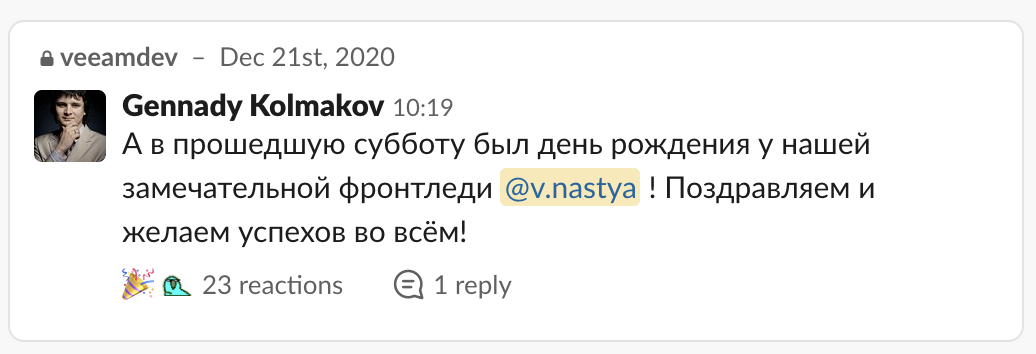 veeamdev – Dec 21st, 2020
Gennady Kolmakov 10:19
А в прошедшую субботу был день рождения у нашей
замечательной фронтледи @v.nastya ! Поздравляем и
желаем успехов во всём!
23 reactions 1 reply